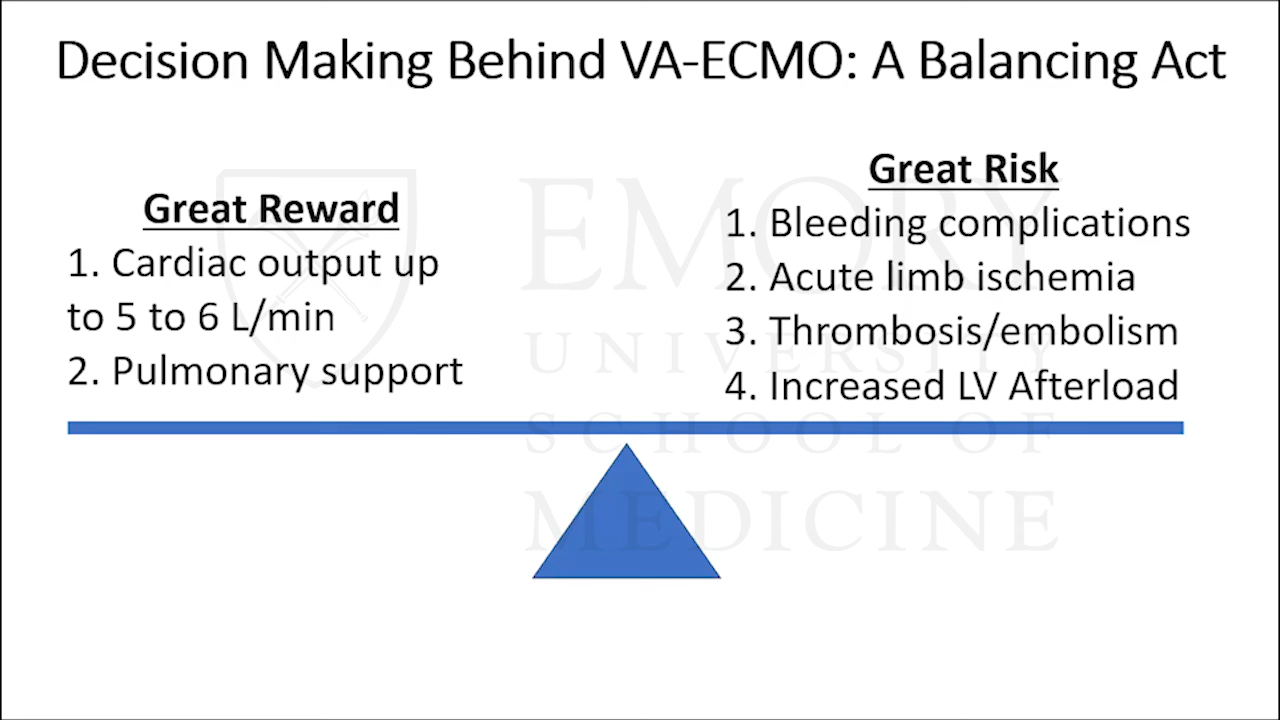 Decision Making Behind VA-ECMO: A Balancing Act
Great Reward
1. Cardiac output up
to 5 to 6 L/min
2. Pulmonary support
Great Risk
1. Bleeding complications
2. Acute limb ischemia
3. Thrombosis/embolism
4. Increased LV Afterload
EMORY
UNIVERSITY
SCHOOL OF
MEDICINE